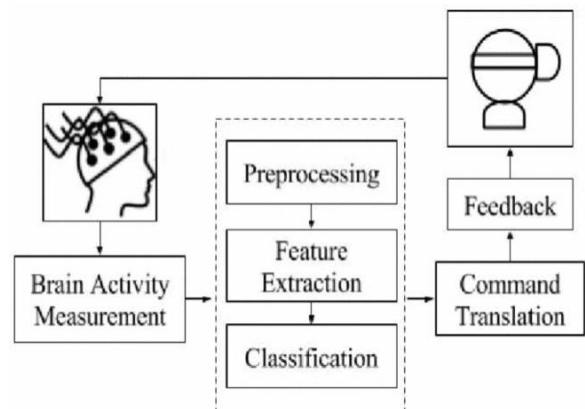 Preprocessing
Feedback
Brain Activity
Measurement
Feature
Extraction
Command
Translation
Classification